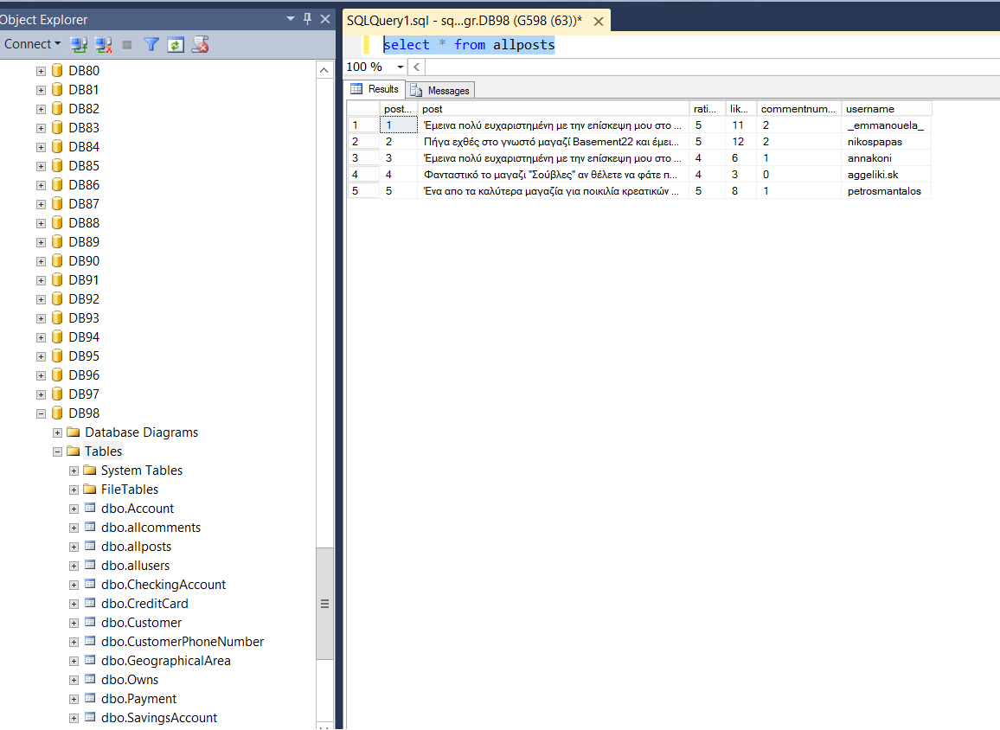 Object Explorer
Connect
DB80
DB81
DB82
DB83
DB84
DB85
DB86
DB87
DB88
DB89
DB90
DB91
DB92
DB93
DB94
DB95
DB96
DB97
DB98
Database Diagrams
Tables
System Tables
FileTables
dbo.Account
dbo.allcomments
dbo.allposts
dbo.allusers
dbo.CheckingAccount
dbo.CreditCard
dbo.Customer
dbo.CustomerPhoneNumber
dbo.GeographicalArea
dbo.Owns
dbo.Payment
dbo.SavingsAccount
SQLQuery1.sql - sq...gr.DB98 (G598 (63))*
select * from allposts
100 %
Results Messages
post... post rati... lik... commentnum... username
1 1 'Εμεινα πολύ ευχαριστημένη με την επίσκεψη μου στο ... 5 11 2 _emmanouela_
2 2 Πήγα εχθές στο γνωστό μαγαζί Basement22 και έμει... 5 12 2 nikospapas
3 3 'Εμεινα πολύ ευχαριστημένη με την επίσκεψη μου στο ... 4 6 1 annakoni
4 4 Φανταστικό το μαγαζι "Σούβλες" αν θέλετε να φάτε π... 4 3 0 aggeliki.sk
5 5 'Ενα απο τα καλύτερα μαγαζία για ποικιλία κρεατικών ... 5 8 1 petrosmantalos